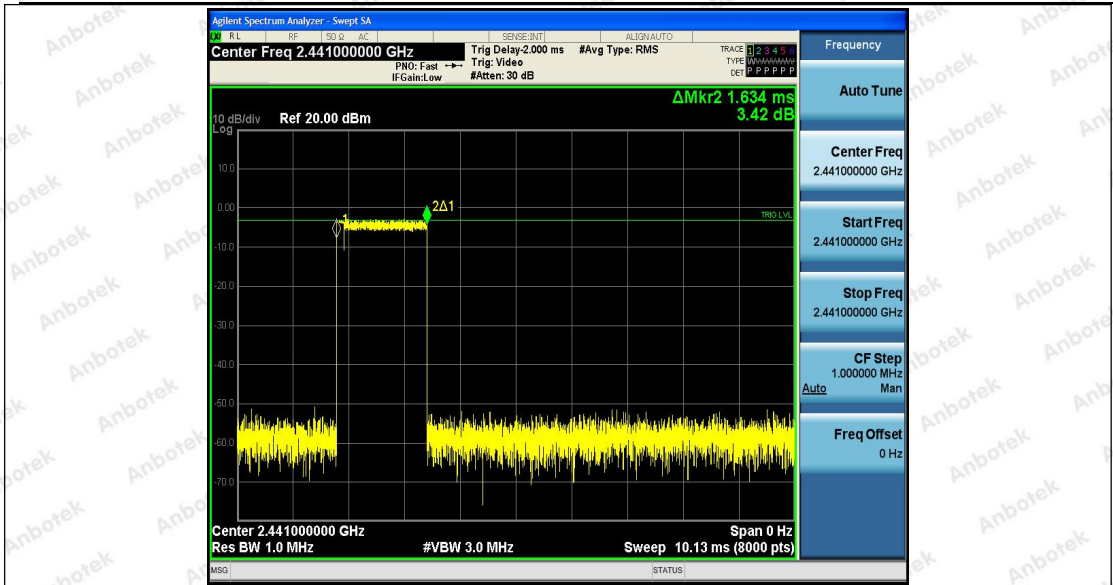 Agilent Spectrum Analyzer - Swept SA
RL RF 50 Ω AC SENSE:INT ALIGN AUTO
Center Freq 2.441000000 GHz
PNO: Fast
IFGain:Low
Trig Delay-2.000 ms
Trig: Video
#Atten: 30 dB
#Avg Type: RMS
TRACE 1 2 3 4 5 6
TYPE
DET P P P P P P
ΔMkr2 1.634 ms
3.42 dB
10 dB/div
Log
Ref 20.00 dBm
10.0
0.00
-10.0
-20.0
-30.0
-40.0
-50.0
-60.0
-70.0
1
2Δ1
TRIG LVL
Center 2.441000000 GHz
Span 0 Hz
Res BW 1.0 MHz
#VBW 3.0 MHz
Sweep 10.13 ms (8000 pts)
MSG
STATUS
Frequency
Auto Tune
Center Freq
2.441000000 GHz
Start Freq
2.441000000 GHz
Stop Freq
2.441000000 GHz
CF Step
1.000000 MHz
Auto Man
Freq Offset
0 Hz
Anbotek